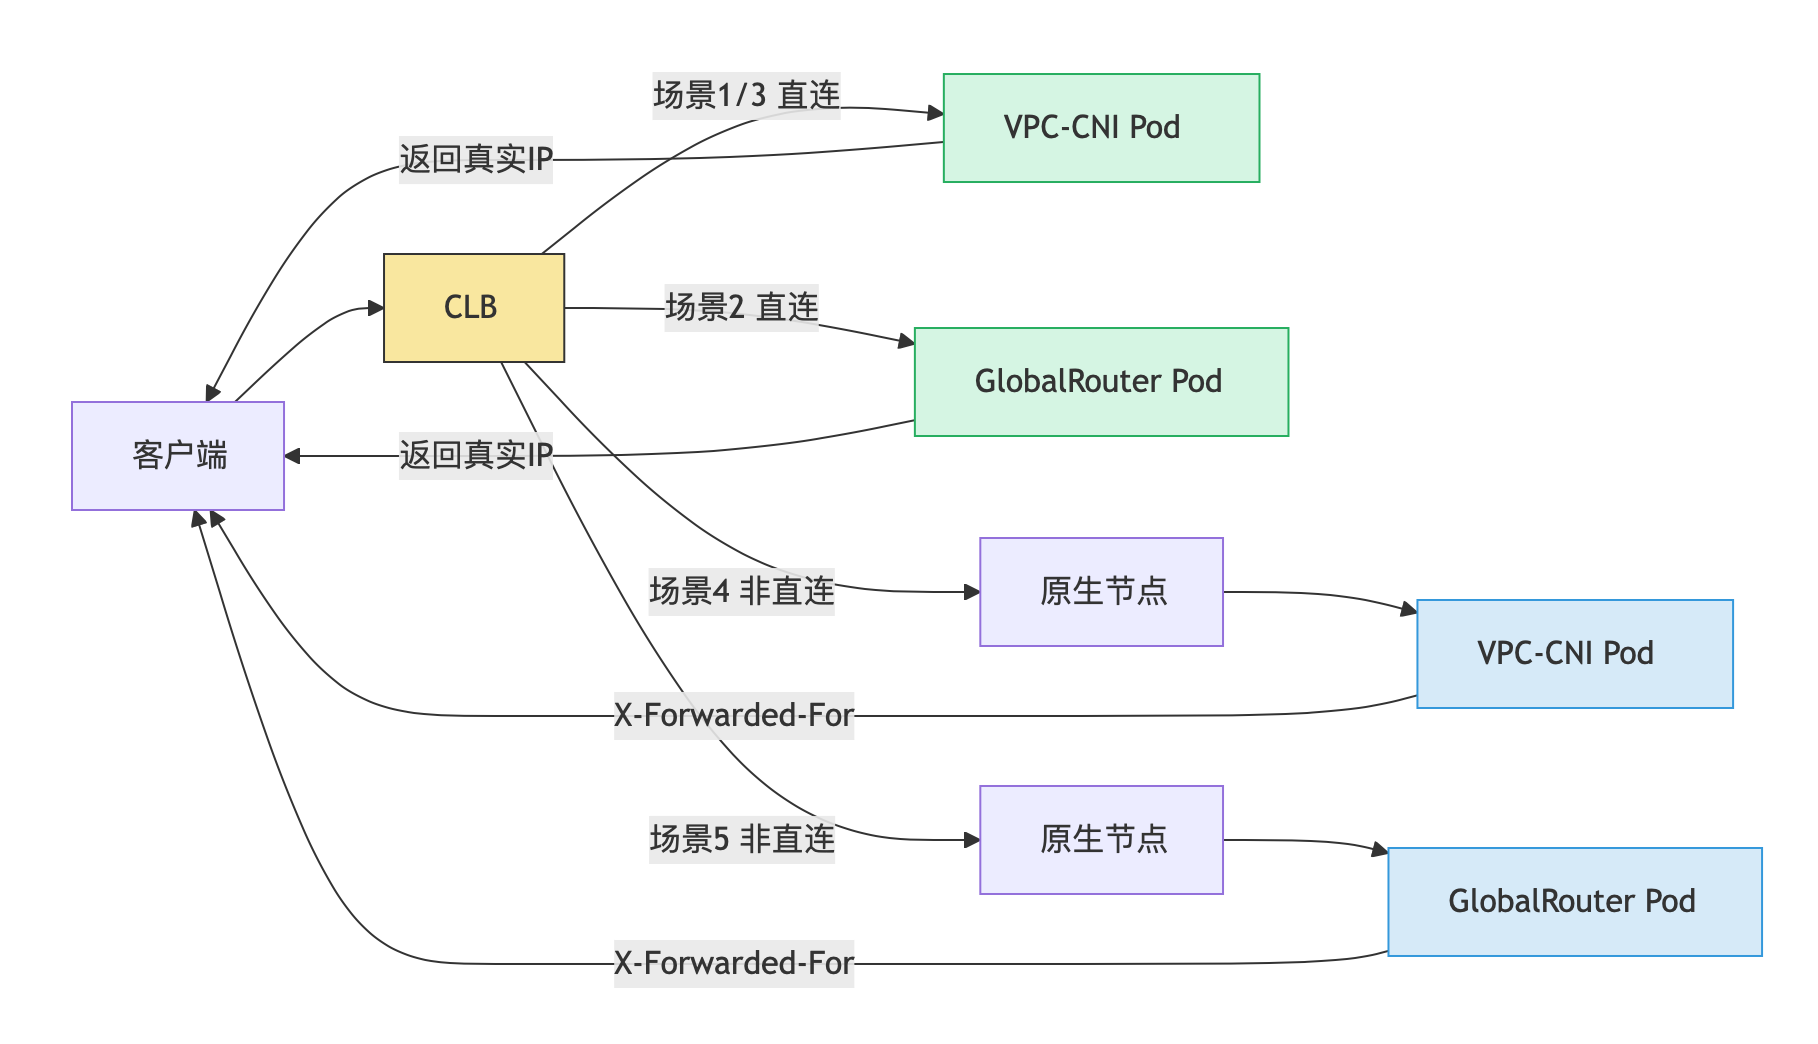 场景1/3 直连
VPC-CNI Pod
返回真实IP
CLB
场景2 直连
GlobalRouter Pod
客户端
返回真实IP
场景4 非直连
原生节点
VPC-CNI Pod
X-Forwarded-For
场景5 非直连
原生节点
GlobalRouter Pod
X-Forwarded-For